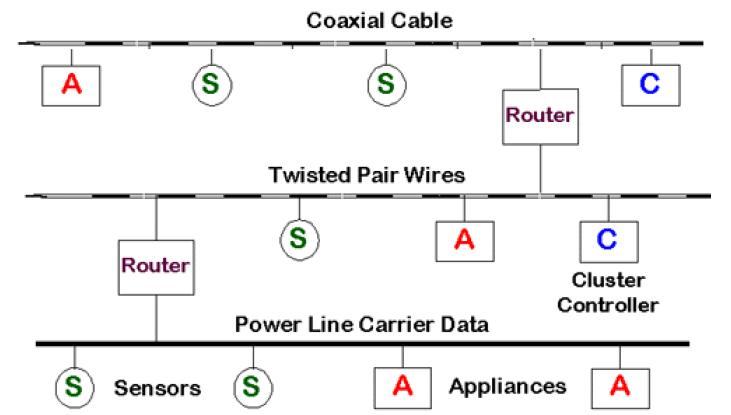 Coaxial Cable
A S S Router C
Twisted Pair Wires
Router S A C
Cluster
Controller
Power Line Carrier Data
S Sensors S A Appliances A